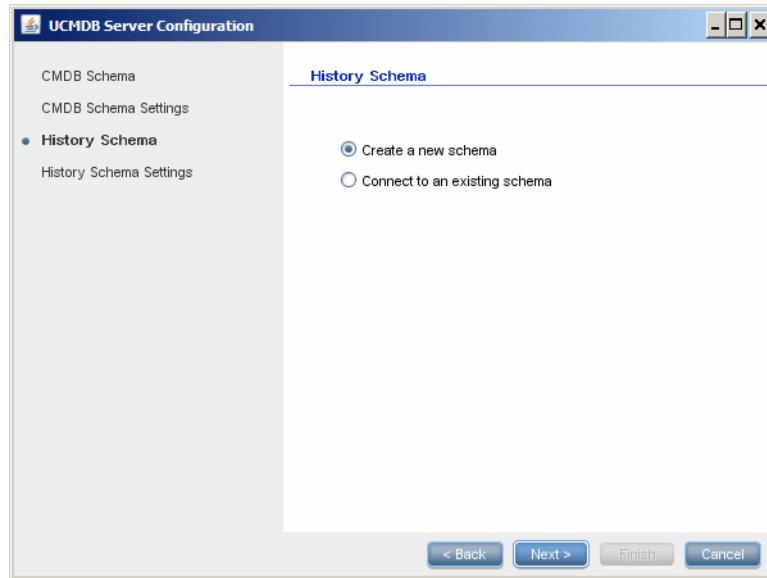 UCMDB Server Configuration
CMDB Schema
CMDB Schema Settings
History Schema
History Schema Settings
History Schema
Create a new schema
Connect to an existing schema
< Back Next > Finish Cancel